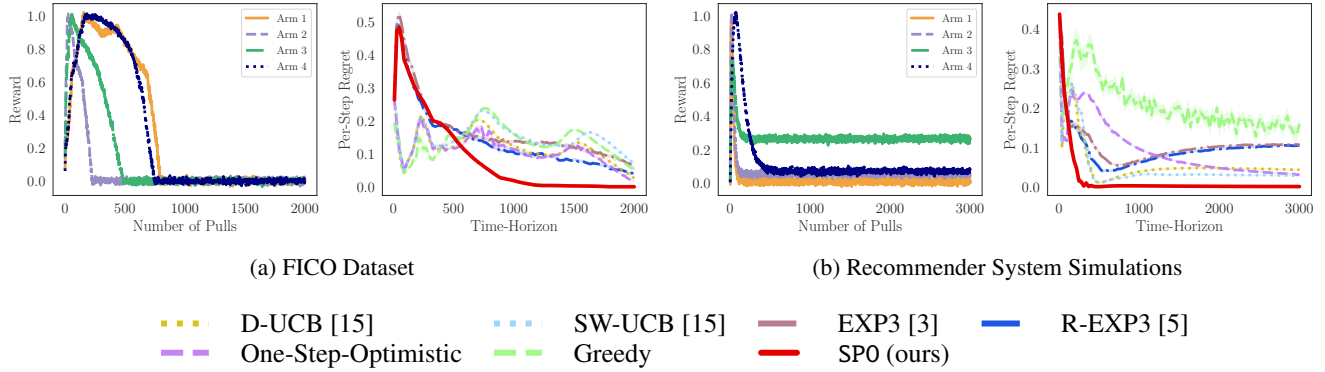 1.0
0.8
0.6
0.4
0.2
0.0
Reward
0 500 1000 1500 2000
Number of Pulls
Arm 1
Arm 2
Arm 3
Arm 4
0.5
0.4
0.3
0.2
0.1
0.0
Per-Step Regret
0 500 1000 1500 2000
Time-Horizon
(a) FICO Dataset
1.0
0.8
0.6
0.4
0.2
0.0
Reward
0 1000 2000 3000
Number of Pulls
Arm 1
Arm 2
Arm 3
Arm 4
0.4
0.3
0.2
0.1
0.0
Per-Step Regret
0 1000 2000 3000
Time-Horizon
(b) Recommender System Simulations
D-UCB [15] SW-UCB [15] EXP3 [3] R-EXP3 [5]
One-Step-Optimistic Greedy SPO (ours)